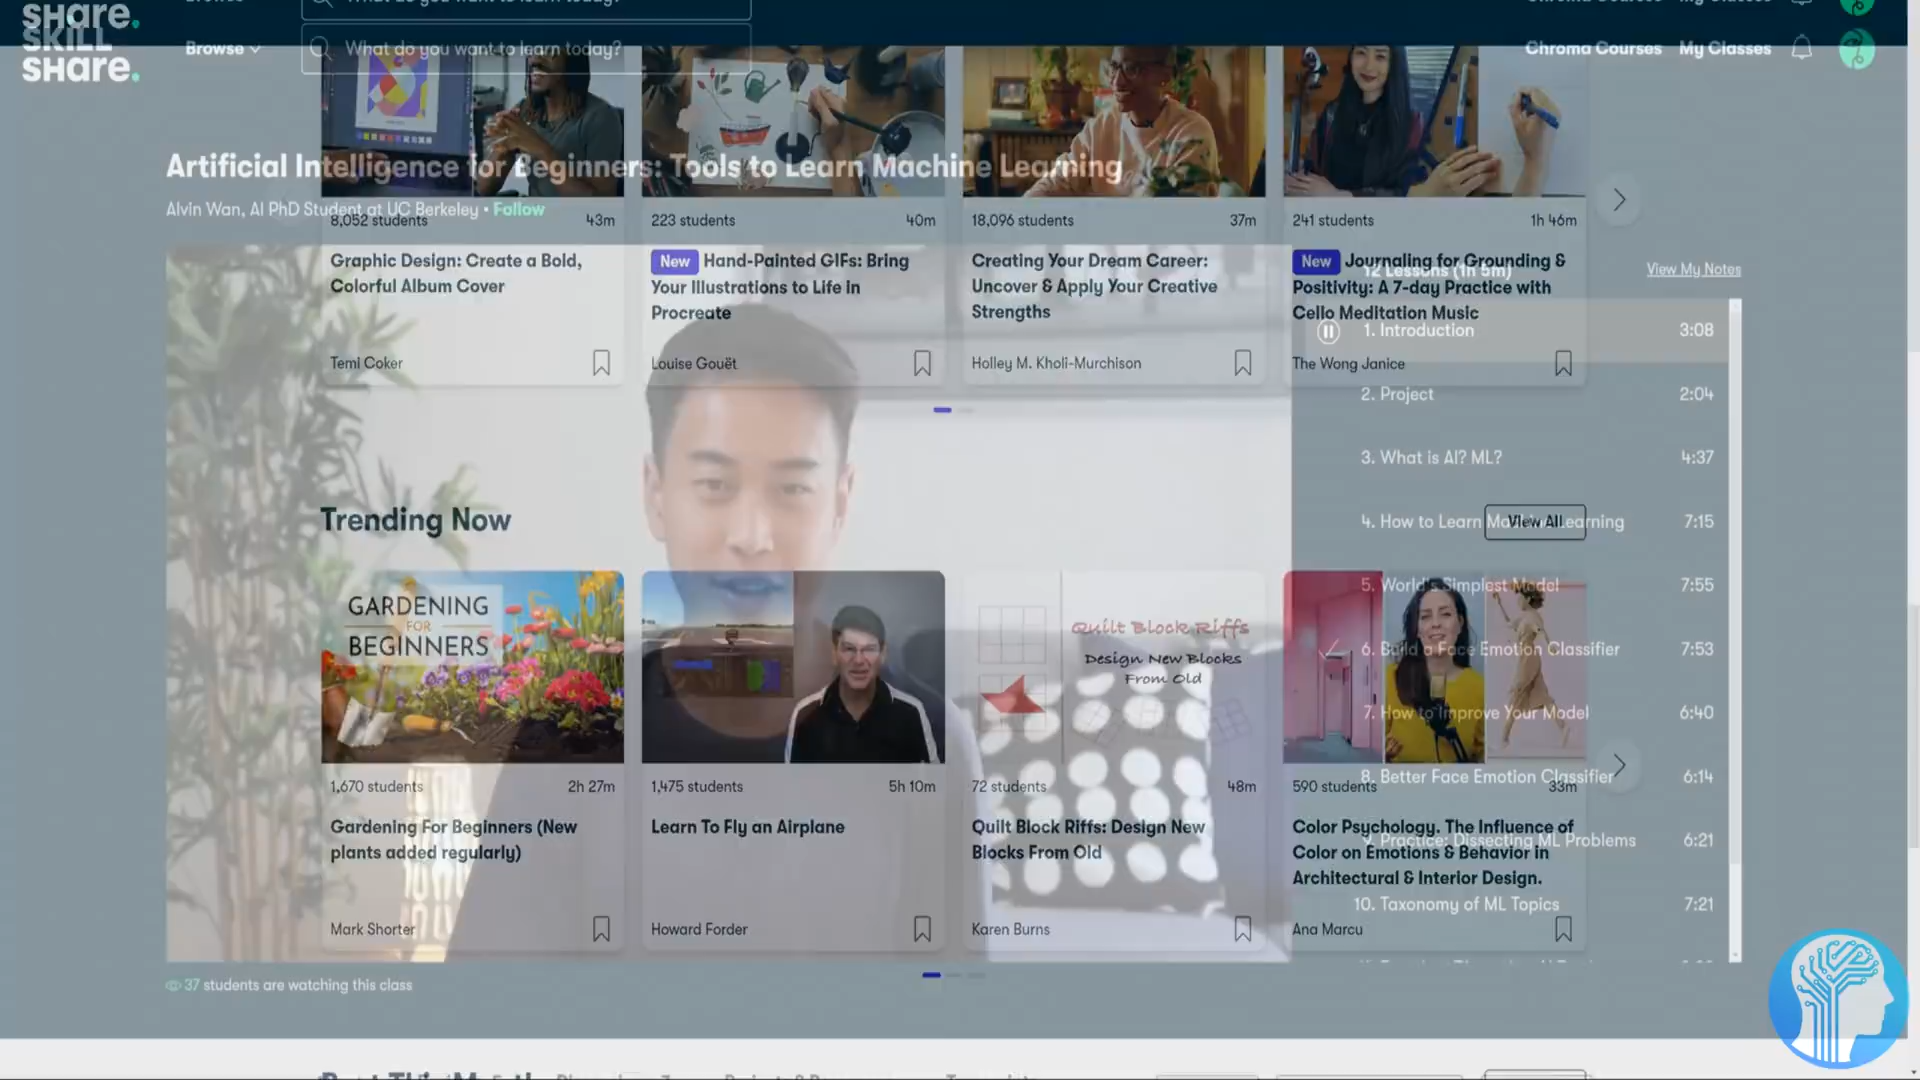 share.
SKILL
share.
Browse
What do you want to learn today?
Chroma Courses
My Classes
Artificial Intelligence for Beginners: Tools to Learn Machine Learning
Alvin Wan, AI PhD Student at UC Berkeley • Follow
8,052 students
43m
223 students
40m
18,096 students
37m
241 students
1h 46m
Graphic Design: Create a Bold,
Colorful Album Cover
Temi Coker
New Hand-Painted GIFs: Bring
Your Illustrations to Life in
Procreate
Louise Gouët
Creating Your Dream Career:
Uncover & Apply Your Creative
Strengths
Holley M. Kholi-Murchison
New Journaling for Grounding &
Positivity: A 7-day Practice with
Cello Meditation Music
The Wong Janice
12 Lessons (1h 5m)
View My Notes
1. Introduction
3:08
2. Project
2:04
3. What is AI? ML?
4:37
4. How to Learn Machine Learning
7:15
5. World's Simplest Model
7:55
6. Build a Face Emotion Classifier
7:53
7. How to Improve Your Model
6:40
8. Better Face Emotion Classifier
6:14
9. Practice: Dissecting ML Problems
6:21
10. Taxonomy of ML Topics
7:21
Trending Now
View All
GARDENING
FOR
BEGINNERS
Quilt Block Riffs
Design New Blocks
From Old
1,670 students
2h 27m
1,475 students
5h 10m
72 students
48m
590 students
33m
Gardening For Beginners (New
plants added regularly)
Mark Shorter
Learn To Fly an Airplane
Howard Forder
Quilt Block Riffs: Design New
Blocks From Old
Karen Burns
Color Psychology. The Influence of
Color on Emotions & Behavior in
Architectural & Interior Design.
Ana Marcu
37 students are watching this class